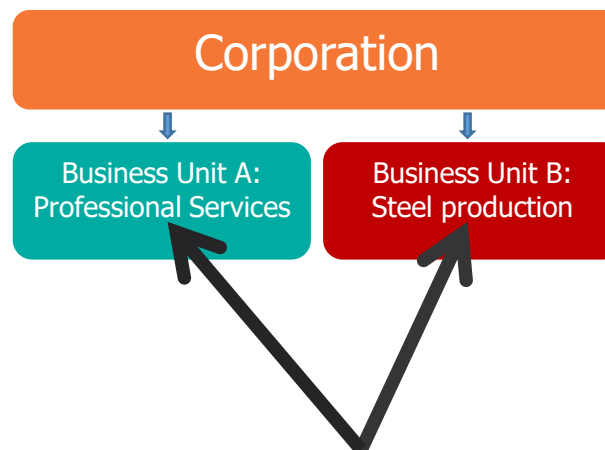 Corporation
Business Unit A:
Professional Services
Business Unit B:
Steel production